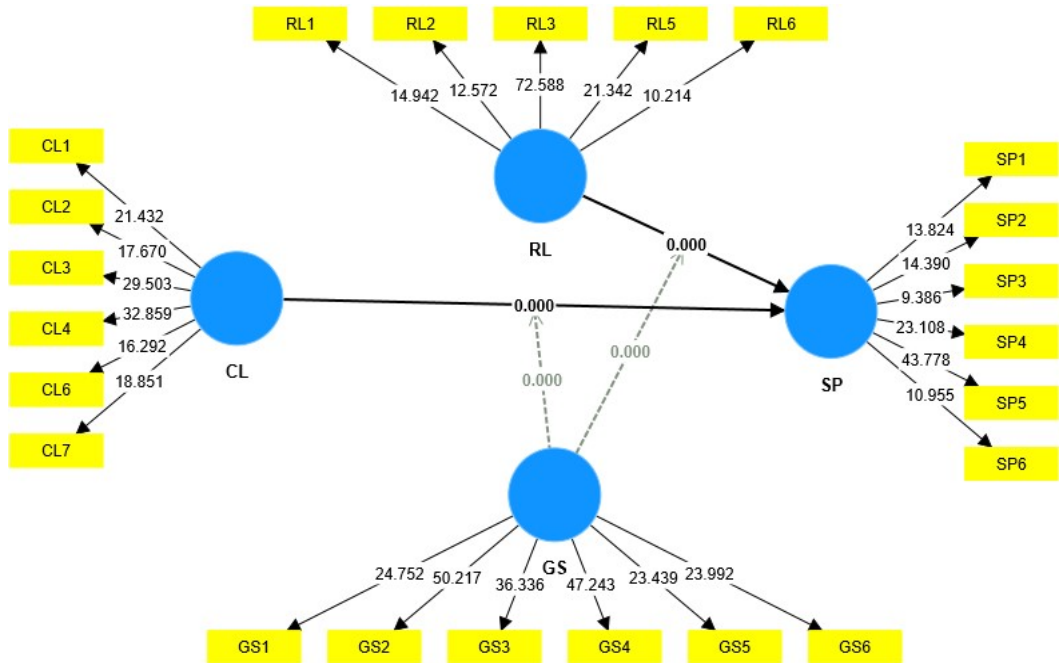 RL1 RL2 RL3 RL5 RL6
14.942 12.572 72.588 21.342 10.214
RL
CL1
CL2
CL3
CL4
CL6
CL7
21.432
17.670
29.503
32.859
16.292
18.851
CL
0.000
0.000
0.000
0.000
SP1
SP2
SP3
SP4
SP5
SP6
13.824
14.390
9.386
23.108
43.778
10.955
SP
GS
24.752 50.217 36.336 47.243 23.439 23.992
GS1 GS2 GS3 GS4 GS5 GS6